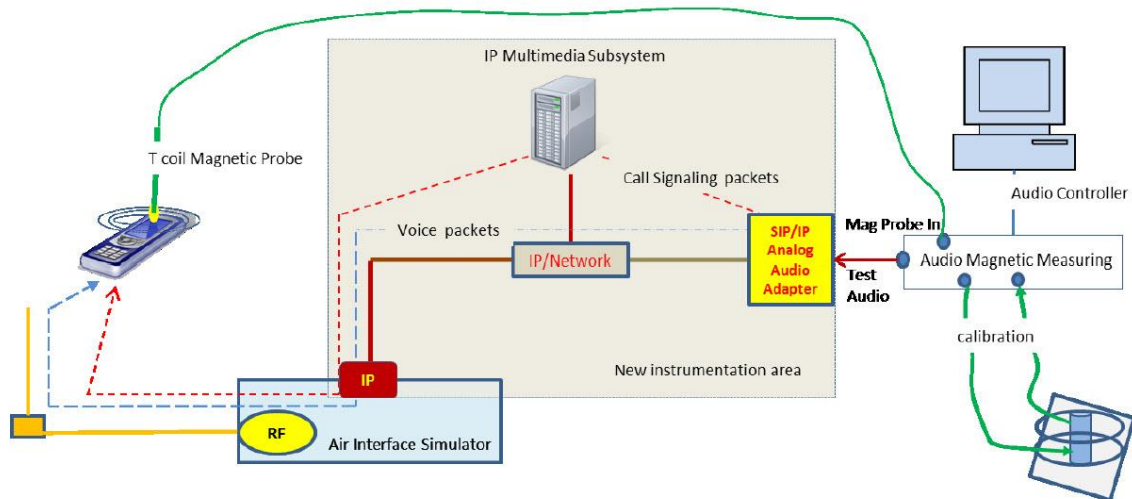 IP Multimedia Subsystem
T coil Magnetic Probe
Call Signaling packets
Audio Controller
Voice packets
Mag Probe In
SIP/IP
Analog
Audio
Adapter
IP/Network
Audio Magnetic Measuring
Test
Audio
calibration
New instrumentation area
IP
RF
Air Interface Simulator